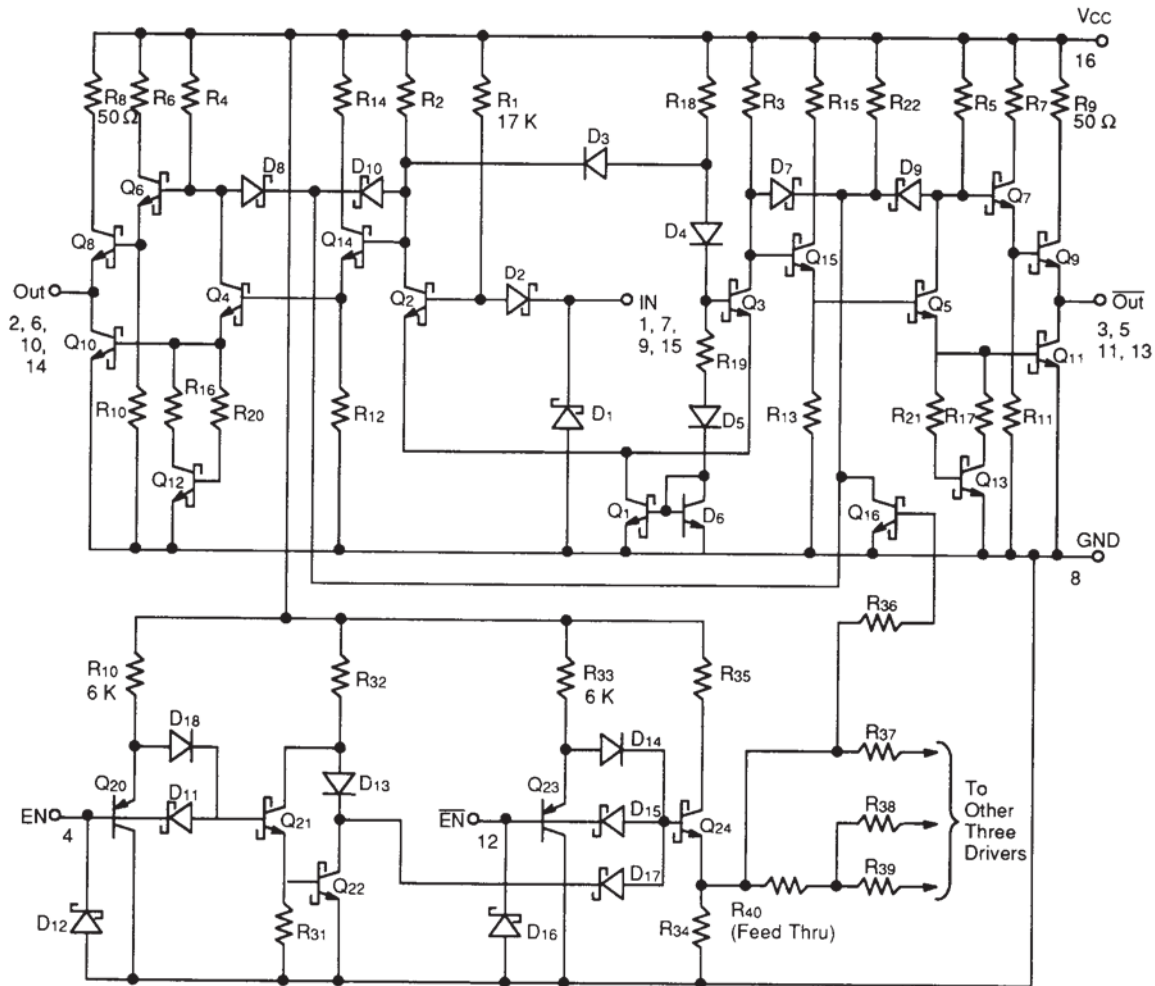 VCC
16
R8
50 Ω
R6
R4
R14
R2
R1
17 K
R18
R3
R15
R22
R5
R7
R9
50 Ω
D3
D8
D10
D7
D9
Q6
Q7
Q8
Q14
D4
Q15
Q9
Out
2, 6,
10,
14
Q4
Q2
D2
IN
1, 7,
9, 15
Q3
Q5
Out
3, 5
11, 13
Q10
Q11
R16
R10
R20
R12
D1
R19
D5
R13
R21
R17
R11
Q12
Q1
D6
Q16
Q13
GND
8
R36
R10
6 K
R32
R33
6 K
R35
D18
D14
R37
Q20
D11
D13
Q23
D15
EN
4
Q21
EN
12
Q24
R38
To
Other
Three
Drivers
Q22
D17
R39
D12
R31
D16
R34
R40
(Feed Thru)